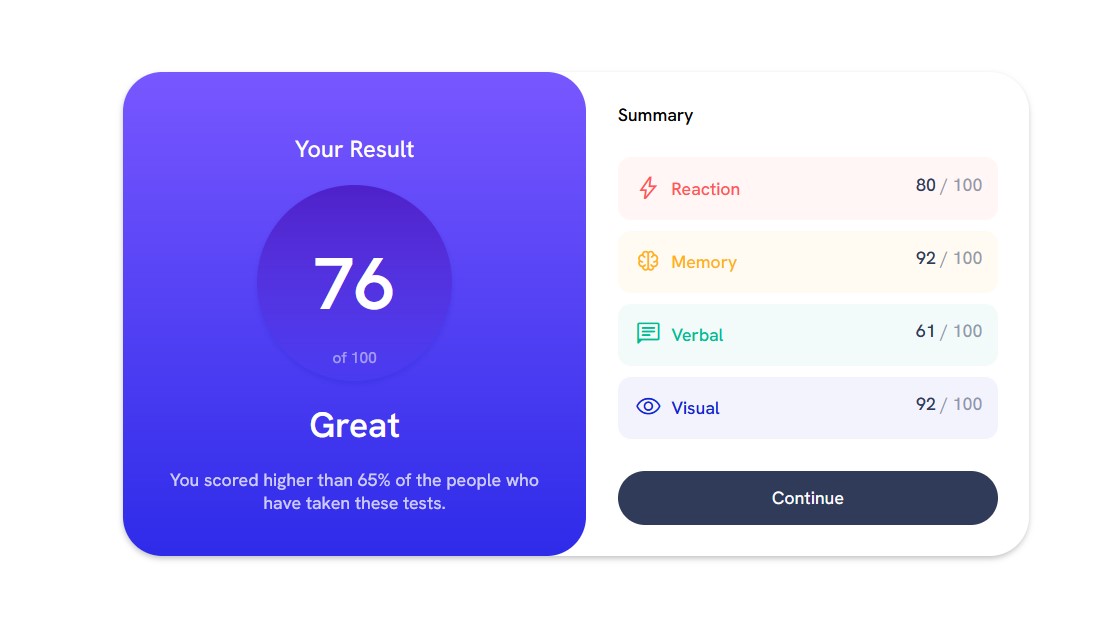 Your Result
76
of 100
Great
You scored higher than 65% of the people who
have taken these tests.
Summary
Reaction 80 / 100
Memory 92 / 100
Verbal 61 / 100
Visual 92 / 100
Continue